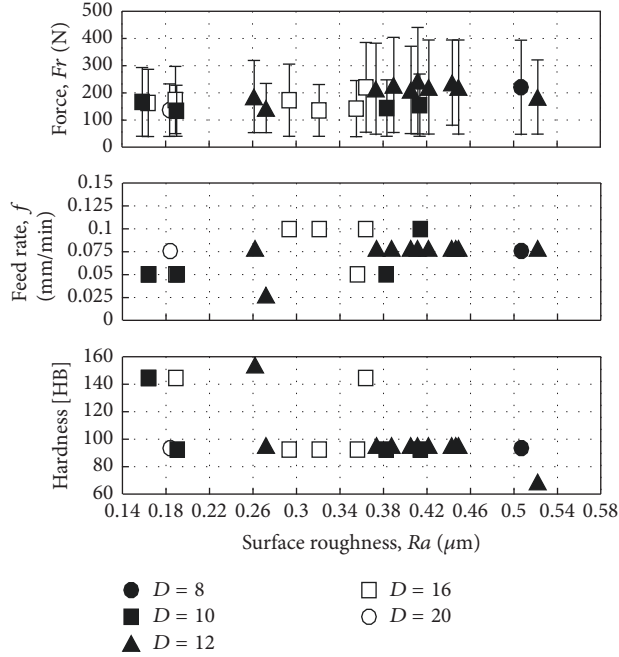 500
400
300
200
100
0
Force, Fr (N)
0.15
0.125
0.1
0.075
0.05
0.025
0
Feed rate, f
(mm/min)
160
140
120
100
80
60
Hardness [HB]
0.14 0.18 0.22 0.26 0.3 0.34 0.38 0.42 0.46 0.5 0.54 0.58
Surface roughness, Ra (μm)
D = 8
D = 10
D = 12
D = 16
D = 20